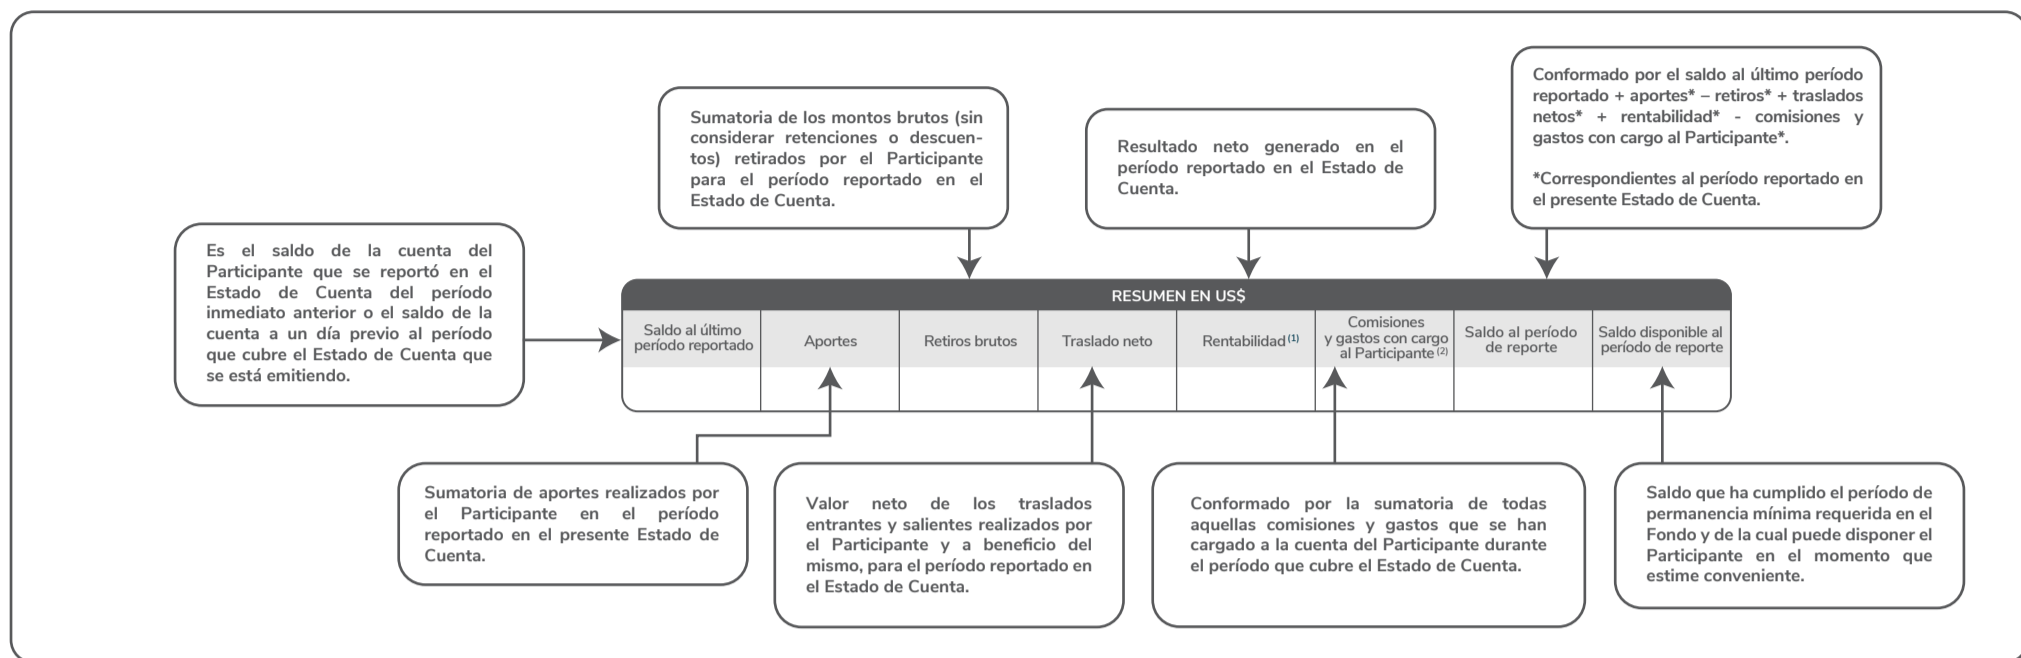 Conformado por el saldo al último período
reportado + aportes* – retiros* + traslados
netos* + rentabilidad* - comisiones y
gastos con cargo al Participante*.
*Correspondientes al período reportado en
el presente Estado de Cuenta.
Sumatoria de los montos brutos (sin
considerar retenciones o descuen-
tos) retirados por el Participante
para el período reportado en el
Estado de Cuenta.
Resultado neto generado en el
período reportado en el Estado de
Cuenta.
Es el saldo de la cuenta del
Participante que se reportó en el
Estado de Cuenta del período
inmediato anterior o el saldo de la
cuenta a un día previo al período
que cubre el Estado de Cuenta que
se está emitiendo.
RESUMEN EN US$
Saldo al último
período reportado
Aportes
Retiros brutos
Traslado neto
Rentabilidad (1)
Comisiones
y gastos con cargo
al Participante (2)
Saldo al período
de reporte
Saldo disponible al
período de reporte
Sumatoria de aportes realizados por
el Participante en el período
reportado en el presente Estado de
Cuenta.
Valor neto de los traslados
entrantes y salientes realizados por
el Participante y a beneficio del
mismo, para el período reportado en
el Estado de Cuenta.
Conformado por la sumatoria de todas
aquellas comisiones y gastos que se han
cargado a la cuenta del Participante durante
el período que cubre el Estado de Cuenta.
Saldo que ha cumplido el período de
permanencia mínima requerida en el
Fondo y de la cual puede disponer el
Participante en el momento que
estime conveniente.